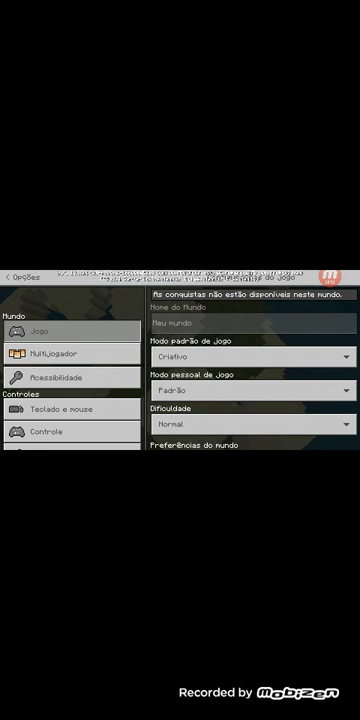 < Opções
do jogo
As conquistas não estão disponíveis neste mundo.
Mundo
Nome do Mundo
Jogo
Meu mundo
Multijogador
Modo padrão de jogo
Criativo
Acessibilidade
Modo pessoal de jogo
Controles
Padrão
Teclado e mouse
Dificuldade
Controle
Normal
Preferências do mundo
Recorded by Mobizen